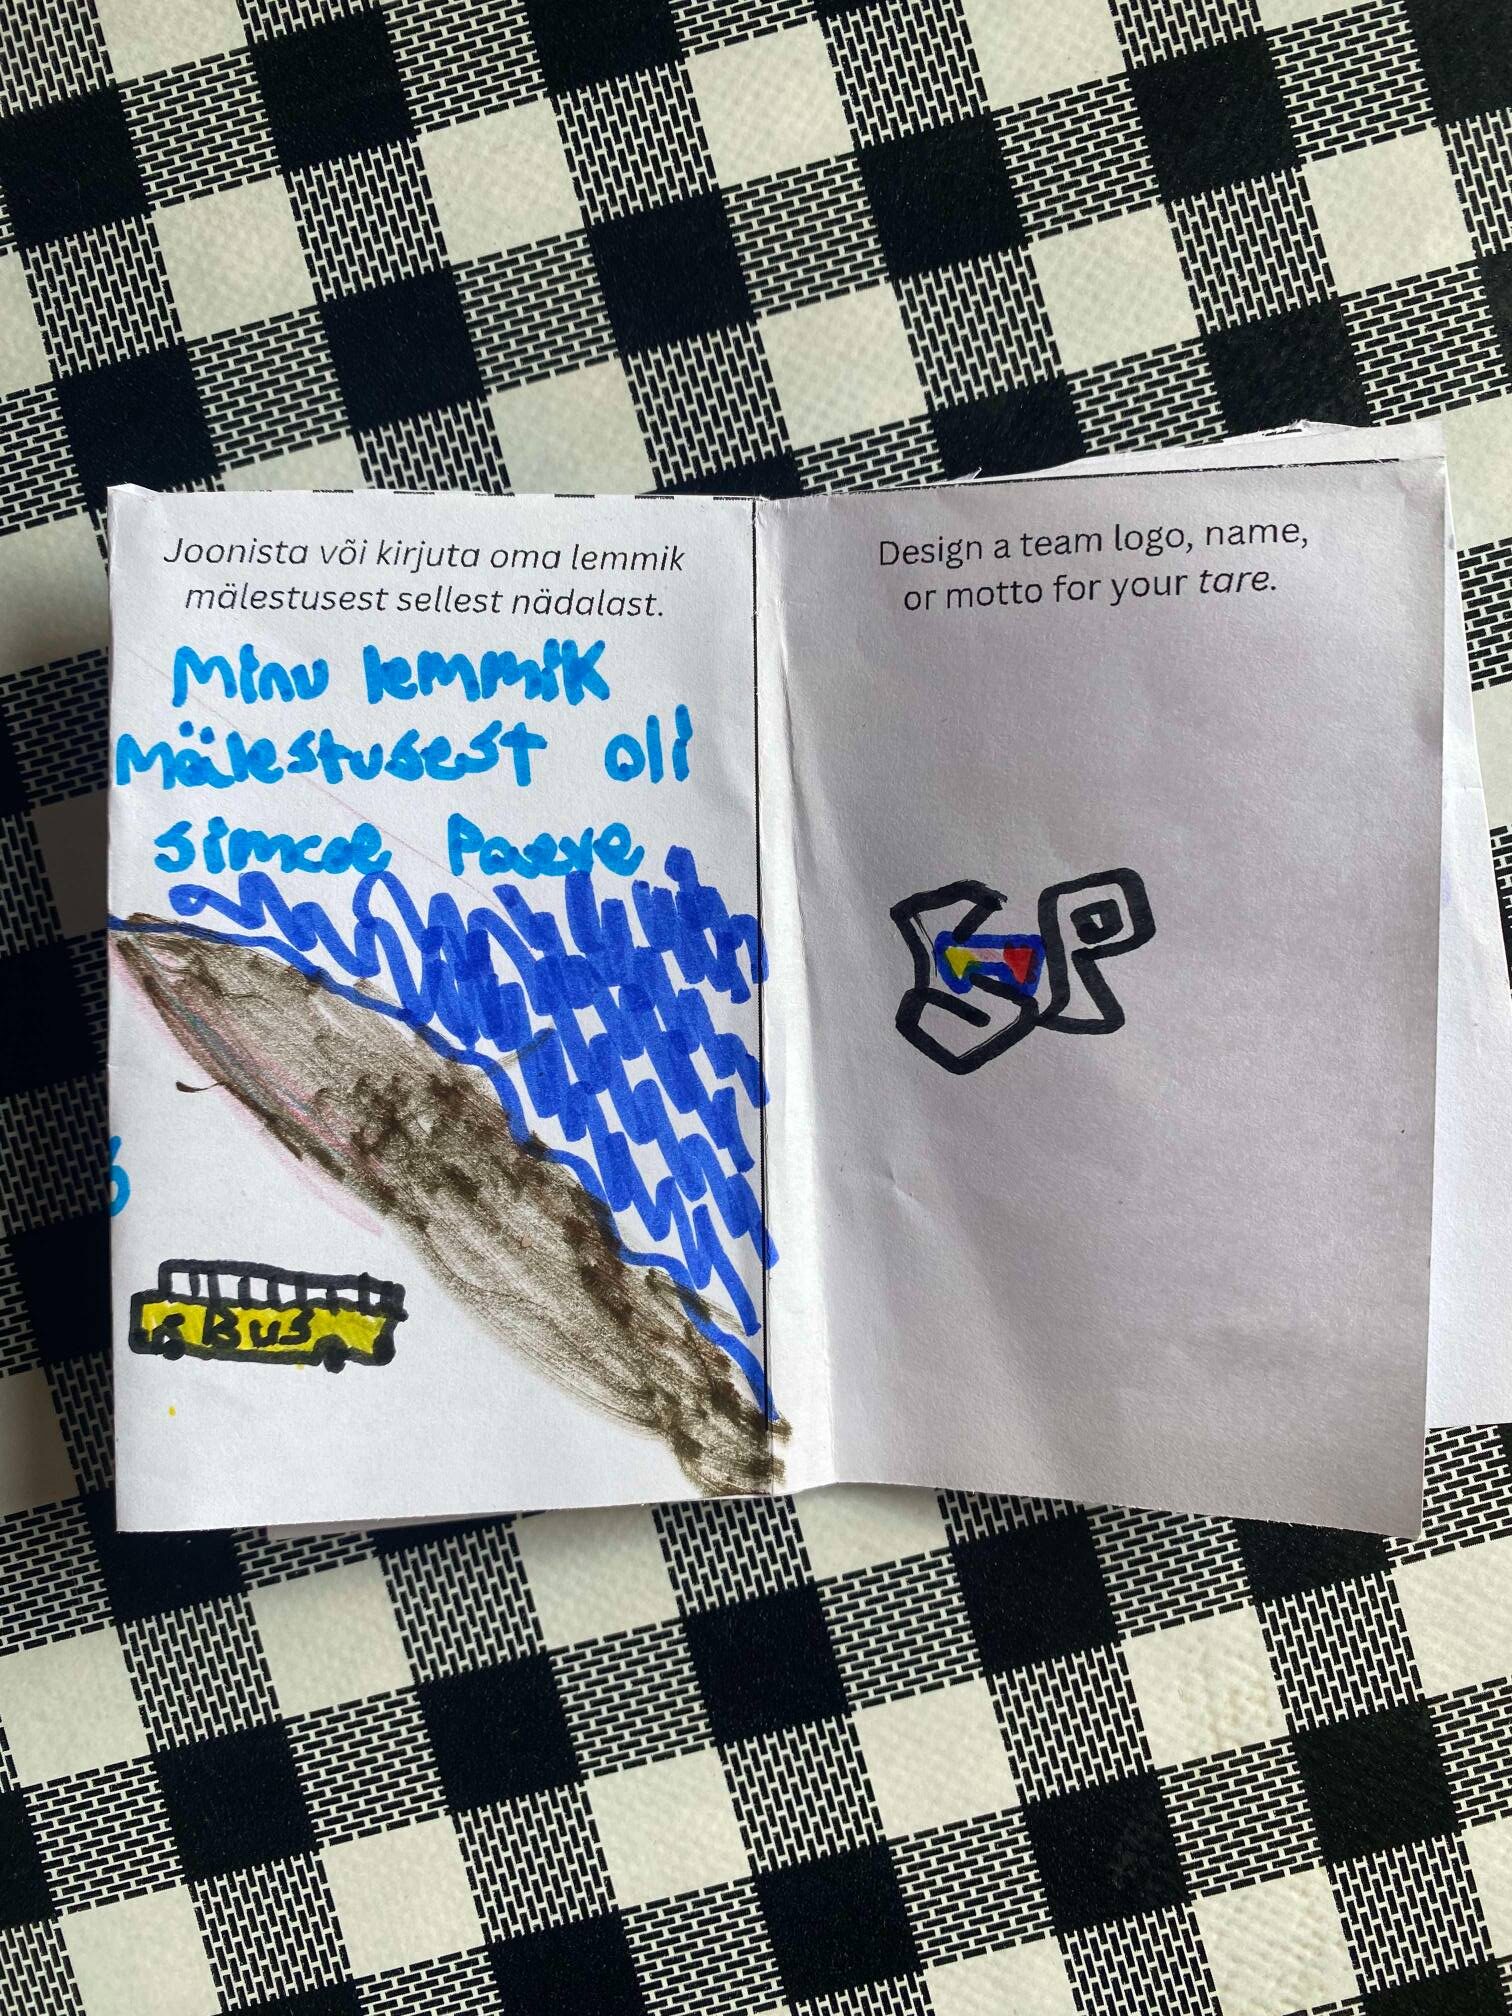 Joonista või kirjuta oma lemmik
mälestusest sellest nädalast.
Minu lemmik
Mälestusest oli
simcoe Paeve
BUS
Design a team logo, name,
or motto for your tare.
SP